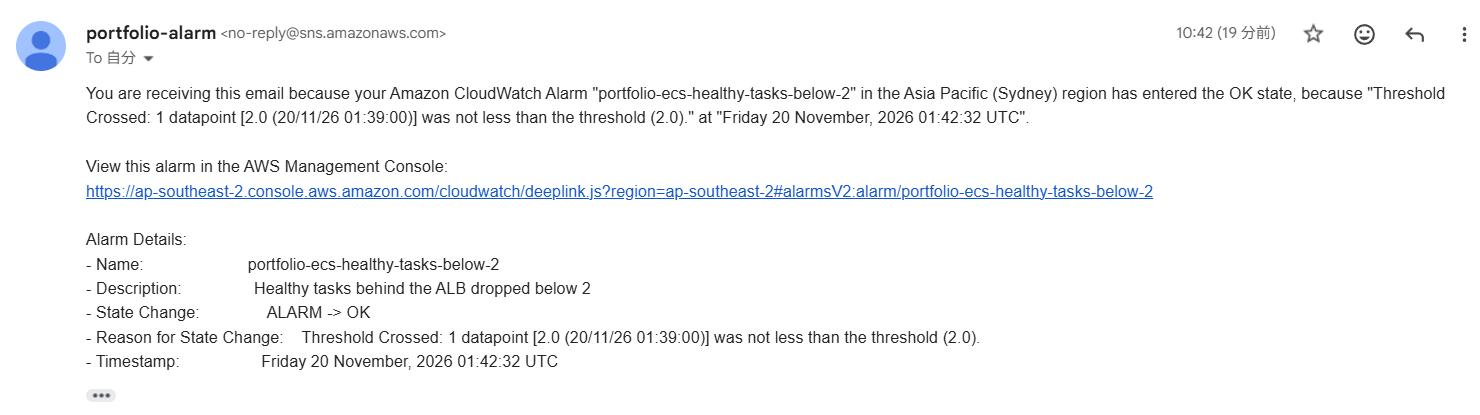 portfolio-alarm <no-reply@sns.amazonaws.com> 10:42 (19 分前)
To 自分
You are receiving this email because your Amazon CloudWatch Alarm "portfolio-ecs-healthy-tasks-below-2" in the Asia Pacific (Sydney) region has entered the OK state, because "Threshold
Crossed: 1 datapoint [2.0 (20/11/26 01:39:00)] was not less than the threshold (2.0)." at "Friday 20 November, 2026 01:42:32 UTC".
View this alarm in the AWS Management Console:
https://ap-southeast-2.console.aws.amazon.com/cloudwatch/deeplink.js?region=ap-southeast-2#alarmsV2:alarm/portfolio-ecs-healthy-tasks-below-2
Alarm Details:
- Name: portfolio-ecs-healthy-tasks-below-2
- Description: Healthy tasks behind the ALB dropped below 2
- State Change: ALARM -> OK
- Reason for State Change: Threshold Crossed: 1 datapoint [2.0 (20/11/26 01:39:00)] was not less than the threshold (2.0).
- Timestamp: Friday 20 November, 2026 01:42:32 UTC